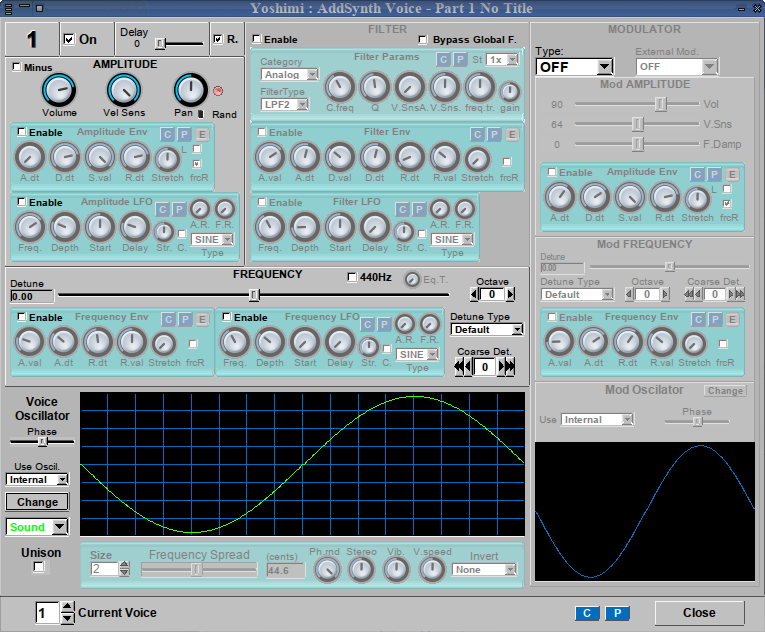 Yoshimi : AddSynth Voice - Part 1 No Title
1
On
Delay
0
R.
Minus
AMPLITUDE
Volume
Vel Sens
Pan
Rand
Enable
Amplitude Env
C
P
E
A.dt
D.dt
S.val
R.dt
Stretch
L
frcR
Enable
Amplitude LFO
C
P
Freq.
Depth
Start
Delay
Str.
C.
A.R.
F.R.
SINE
Type
FILTER
Enable
Bypass Global F.
Category
Analog
FilterType
LPF2
Filter Params
C
P
St
1x
C.freq
Q
V.SnsA.
V.Sns.
freq.tr.
gain
Enable
Filter Env
C
P
E
A.val
A.dt
D.val
D.dt
R.dt
R.val
Stretch
frcR
Enable
Filter LFO
C
P
Freq.
Depth
Start
Delay
Str.
C.
A.R.
F.R.
SINE
Type
FREQUENCY
Detune
0.00
440Hz
Eq.T.
Octave
0
Enable
Frequency Env
C
P
E
A.val
A.dt
R.dt
R.val
Stretch
frcR
Enable
Frequency LFO
C
P
Freq.
Depth
Start
Delay
Str.
C.
A.R.
F.R.
SINE
Type
Detune Type
Default
Coarse Det.
0
MODULATOR
Type:
OFF
External Mod.
OFF
Mod AMPLITUDE
90
Vol
64
V.Sns
0
F.Damp
Enable
Amplitude Env
C
P
E
A.dt
D.dt
S.val
R.dt
Stretch
L
frcR
Mod FREQUENCY
Detune
0.00
Detune Type
Default
Octave
0
Coarse Det.
0
Enable
Frequency Env
C
P
E
A.val
A.dt
R.dt
R.val
Stretch
frcR
Mod Oscilator
Change
Use
Internal
Phase
Voice
Oscillator
Phase
Use Oscil.
Internal
Change
Sound
Unison
Size
2
Frequency Spread
(cents)
44.6
Ph.rnd
Stereo
Vib.
V.speed
Invert
None
1
Current Voice
C
P
Close